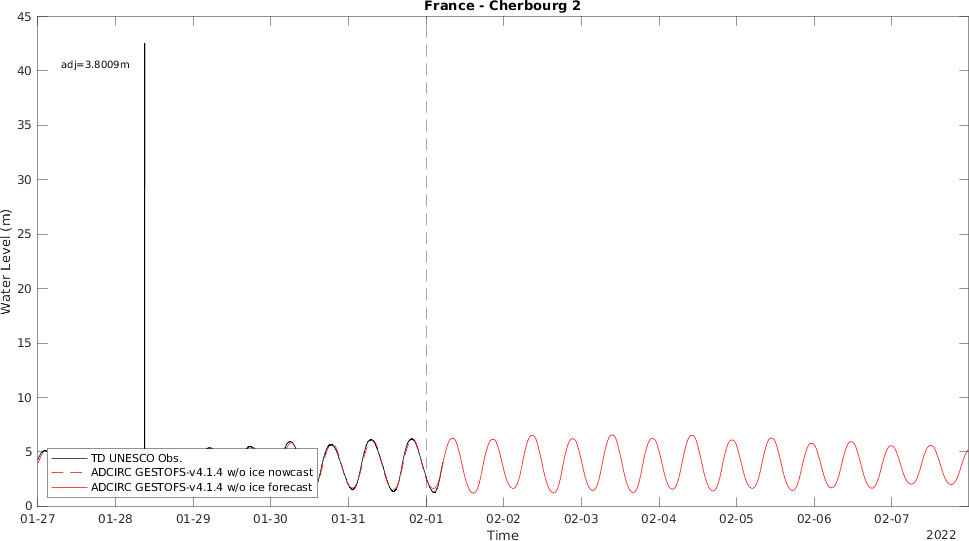 France - Cherbourg 2
45
40
35
30
25
20
15
10
5
0
Water Level (m)
adj=3.8009m
TD UNESCO Obs.
ADCIRC GESTOFS-v4.1.4 w/o ice nowcast
ADCIRC GESTOFS-v4.1.4 w/o ice forecast
01-27 01-28 01-29 01-30 01-31 02-01 02-02 02-03 02-04 02-05 02-06 02-07
Time
2022